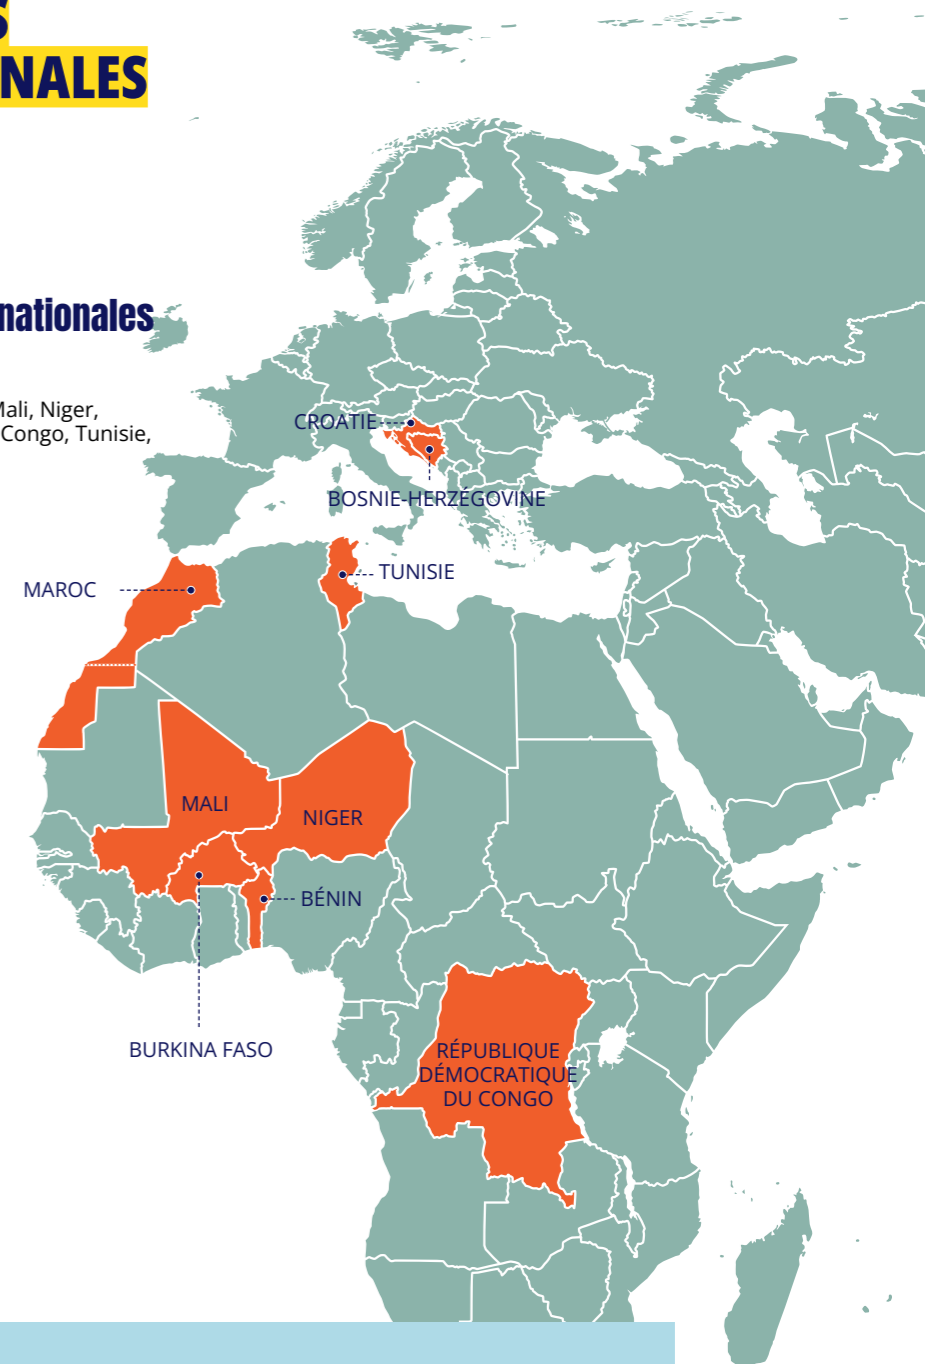 S
NALES
nationales
Mali, Niger,
Congo, Tunisie,
CROATIE
BOSNIE-HERZÉGOVINE
TUNISIE
MAROC
MALI
NIGER
BÉNIN
BURKINA FASO
RÉPUBLIQUE
DÉMOCRATIQUE
DU CONGO